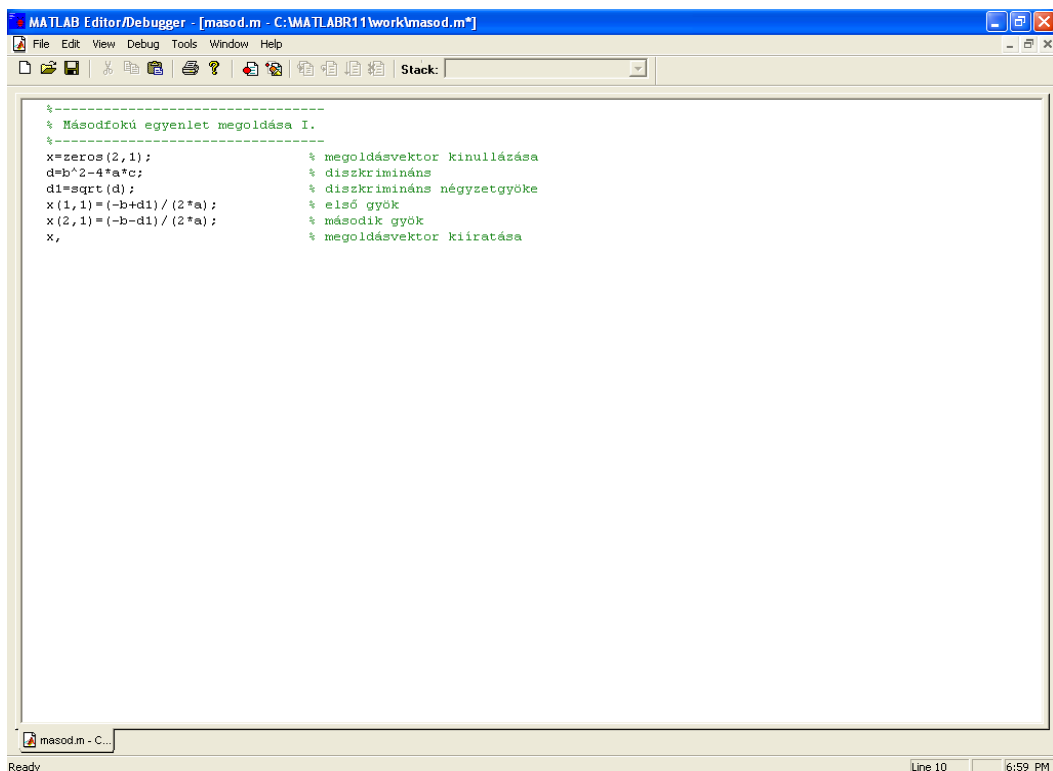 MATLAB Editor/Debugger - [masod.m - C:\MATLABR11\work\masod.m*]
File Edit View Debug Tools Window Help
Stack:
%---------------------------------
% Másodfokú egyenlet megoldása I.
%---------------------------------
x=zeros(2,1); % megoldásvektor kinullázása
d=b^2-4*a*c; % diszkrimináns
d1=sqrt(d); % diszkrimináns négyzetgyöke
x(1,1)=(-b+d1)/(2*a); % első gyök
x(2,1)=(-b-d1)/(2*a); % második gyök
x, % megoldásvektor kiíratása
masod.m - C...
Ready Line 10 6:59 PM